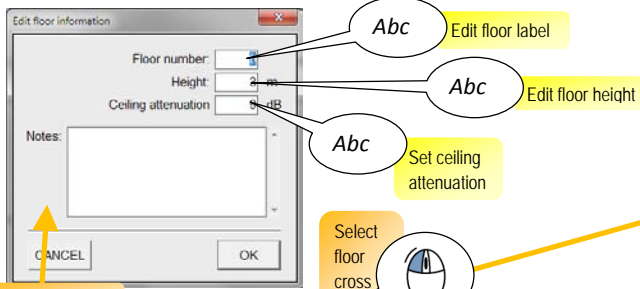 Edit floor information
Abc
Edit floor label
Floor number:
Height: 3 m
Abc
Edit floor height
Ceiling attenuation dB
Notes:
Abc
Set ceiling
attenuation
Select
floor
cross
CANCEL
OK